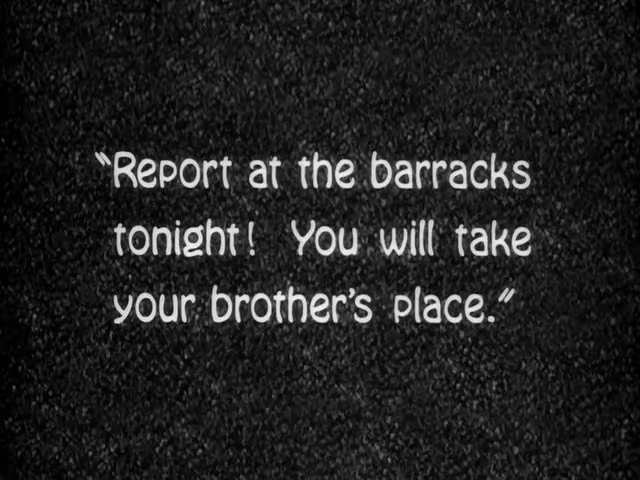 “Report at the barracks
tonight! You will take
your brother’s place.”